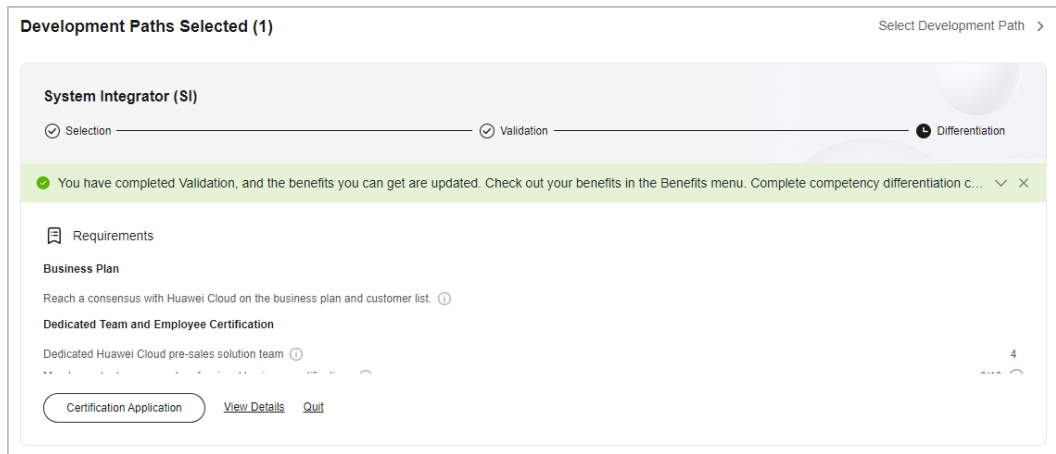 Development Paths Selected (1)
Select Development Path
System Integrator (SI)
Selection
Validation
Differentiation
You have completed Validation, and the benefits you can get are updated. Check out your benefits in the Benefits menu. Complete competency differentiation c...
Requirements
Business Plan
Reach a consensus with Huawei Cloud on the business plan and customer list.
Dedicated Team and Employee Certification
Dedicated Huawei Cloud pre-sales solution team
4
Certification Application
View Details
Quit